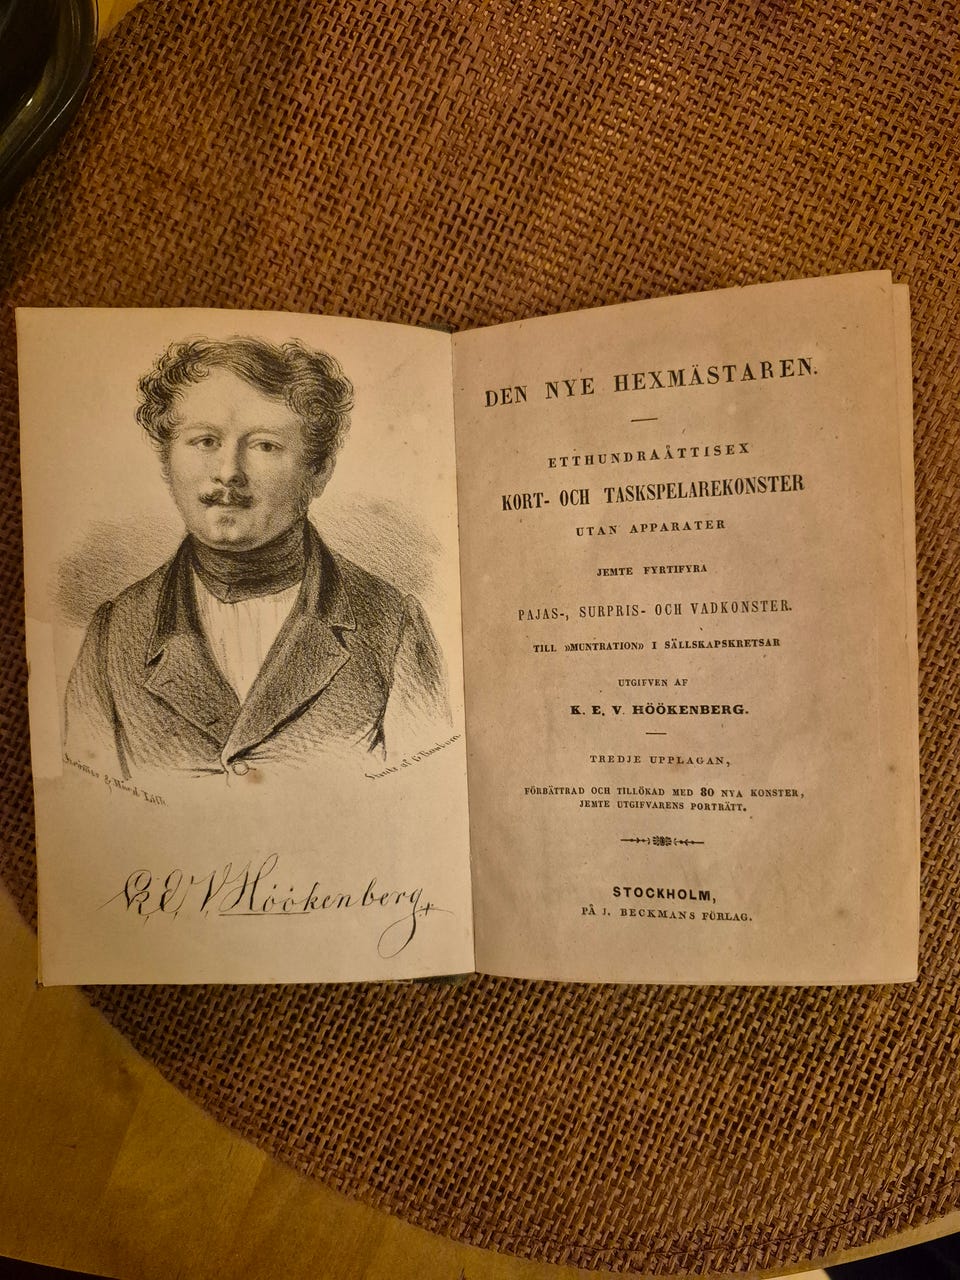 & Lith.
K E V Höökenberg
DEN NYE HEXMÄSTAREN.
ETTHUNDRAÅTTISEX
KORT- OCH TASKSPELAREKONSTER
UTAN APPARATER
JEMTE FYRTIFYRA
PAJAS-, SURPRIS- OCH VADKONSTER.
TILL »MUNTRATION» I SÄLLSKAPSKRETSAR
UTGIFVEN AF
K. E. V. HÖÖKENBERG.
TREDJE UPPLAGAN,
FÖRBÄTTRAD OCH TILLÖKAD MED 80 NYA KONSTER,
JEMTE UTGIFVARENS PORTRÄTT.
STOCKHOLM,
PÅ J. BECKMANS FÖRLAG.